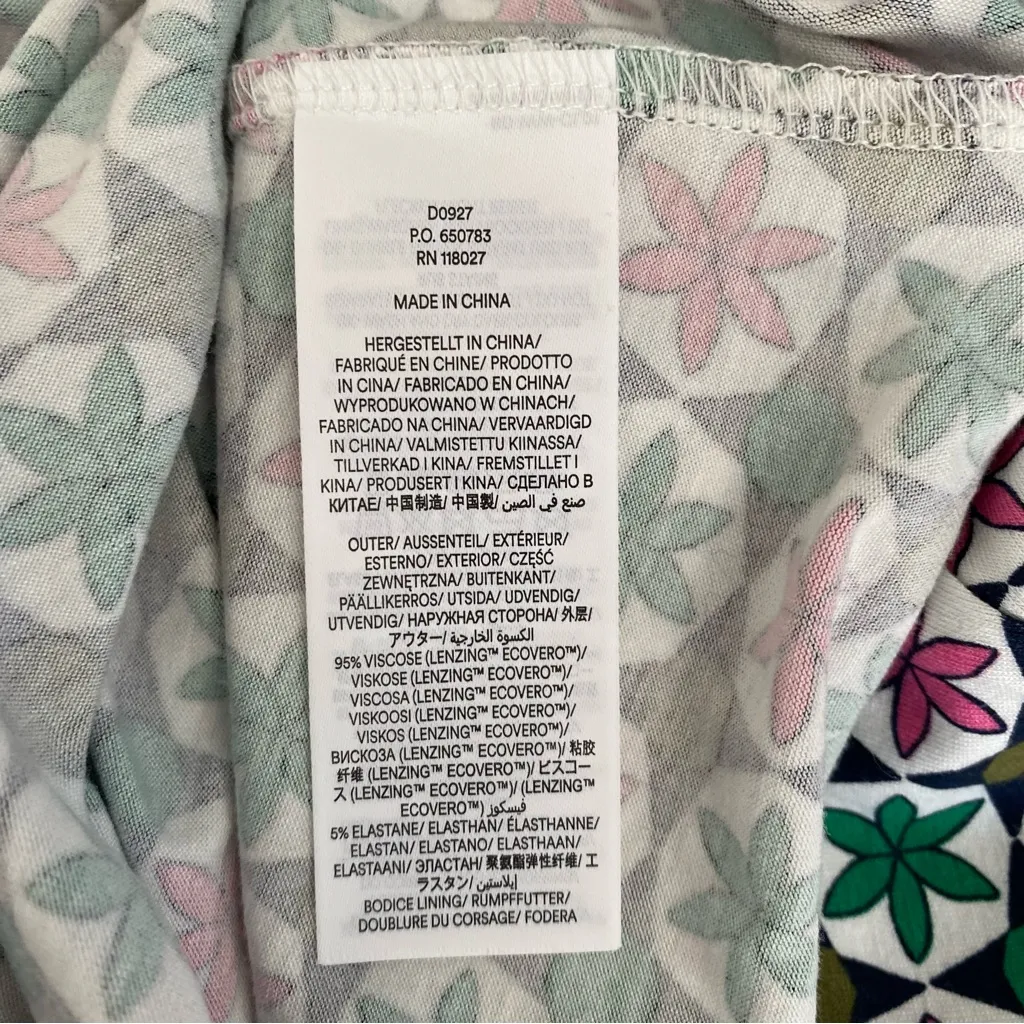 D0927
P.O. 650783
RN 118027
MADE IN CHINA
HERGESTELLT IN CHINA/
FABRIQUÉ EN CHINE/ PRODOTTO
IN CINA/ FABRICADO EN CHINA/
WYPRODUKOWANO W CHINACH/
FABRICADO NA CHINA/ VERVAARDIGD
IN CHINA/ VALMISTETTU KIINASSA/
TILLVERKAD I KINA/ FREMSTILLET I
KINA/ PRODUSERT I KINA/ СДЕЛАНО В
КИТАЕ/ 中国制造/ 中国製/ صنع في الصين
OUTER/ AUSSENTEIL/ EXTÉRIEUR/
ESTERNO/ EXTERIOR/ CZĘŚĆ
ZEWNĘTRZNA/ BUITENKANT/
PÄÄLLIKERROS/ UTSIDA/ UDVENDIG/
UTVENDIG/ НАРУЖНАЯ СТОРОНА/ 外层/
アウター/ الكسوة الخارجية
95% VISCOSE (LENZING™ ECOVERO™)/
VISKOSE (LENZING™ ECOVERO™)/
VISCOSA (LENZING™ ECOVERO™)/
VISKOOSI (LENZING™ ECOVERO™)/
VISKOS (LENZING™ ECOVERO™)/
ВИСКОЗА (LENZING™ ECOVERO™)/ 粘胶
纤维 (LENZING™ ECOVERO™)/ ビスコー
ス (LENZING™ ECOVERO™)/ (LENZING™
ECOVERO™) فيسكوز
5% ELASTANE/ ELASTHAN/ ÉLASTHANNE/
ELASTAN/ ELASTANO/ ELASTHAAN/
ELASTAANI/ ЭЛАСТАН/ 聚氨酯弹性纤维/ エ
ラスタン/ إيلاستين
BODICE LINING/ RUMPFFUTTER/
DOUBLURE DU CORSAGE/ FODERA